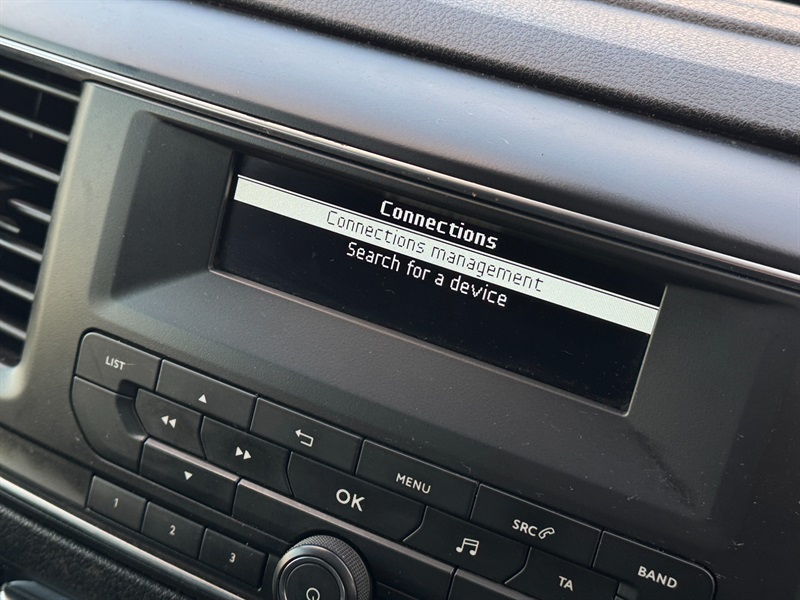 Connections
Connections management
Search for a device
LIST
OK
MENU
SRC
TA
BAND
1
2
3